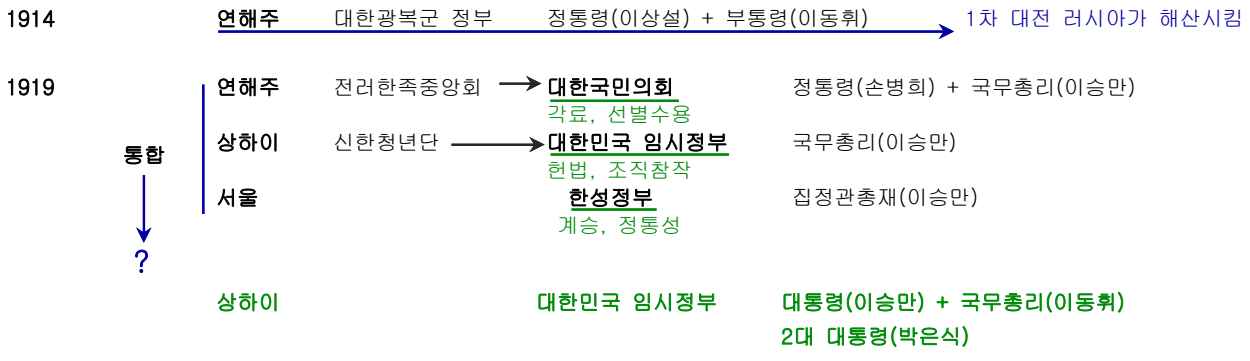 1914 연해주 대한광복군 정부 정통령(이상설) + 부통령(이동휘) 1차 대전 러시아가 해산시킴
1919 연해주 전러한족중앙회 대한국민의회 정통령(손병희) + 국무총리(이승만)
각료, 선별수용
통합 상하이 신한청년단 대한민국 임시정부 국무총리(이승만)
헌법, 조직참작
서울 한성정부 집정관총재(이승만)
계승, 정통성
?
상하이 대한민국 임시정부 대통령(이승만) + 국무총리(이동휘)
2대 대통령(박은식)